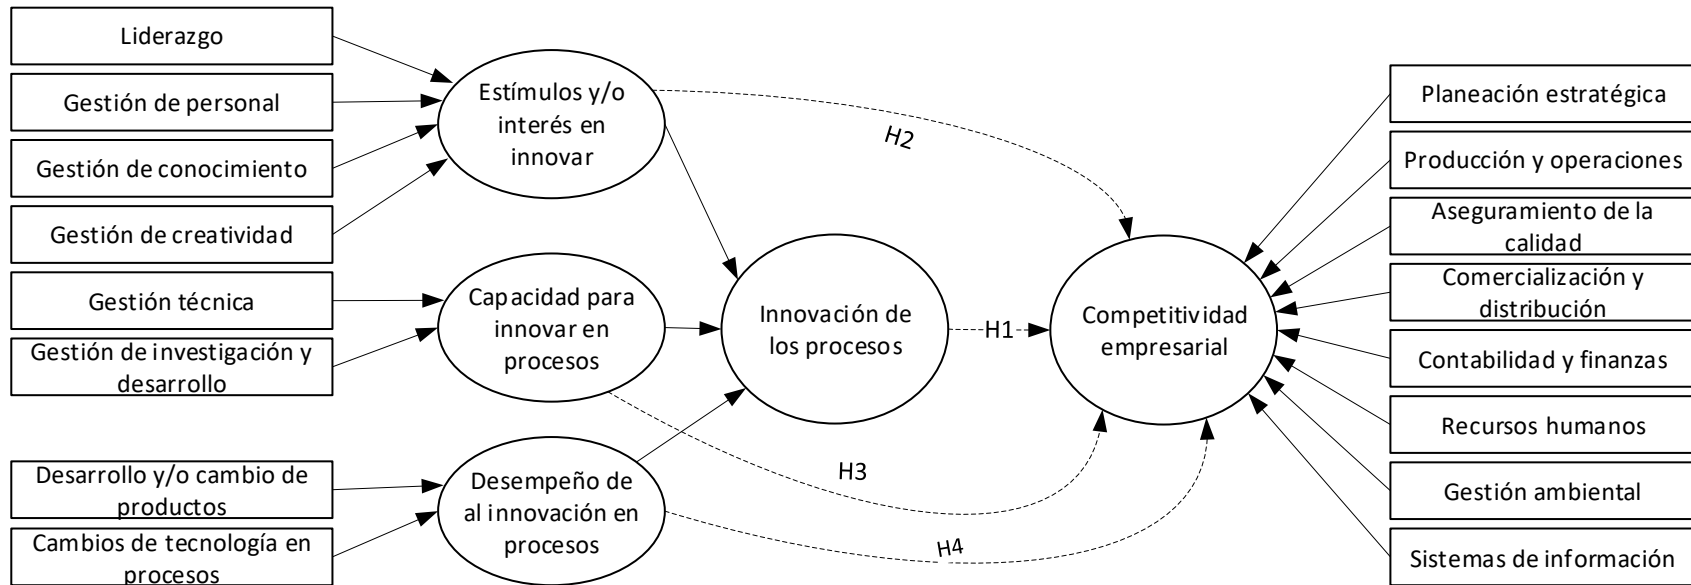 Liderazgo
Gestión de personal
Gestión de conocimiento
Gestión de creatividad
Gestión técnica
Gestión de investigación y
desarrollo
Desarrollo y/o cambio de
productos
Cambios de tecnología en
procesos
Estímulos y/o
interés en
innovar
Capacidad para
innovar en
procesos
Desempeño de
al innovación en
procesos
Innovación de
los procesos
H2
H1
H3
H4
Competitividad
empresarial
Planeación estratégica
Producción y operaciones
Aseguramiento de la
calidad
Comercialización y
distribución
Contabilidad y finanzas
Recursos humanos
Gestión ambiental
Sistemas de información